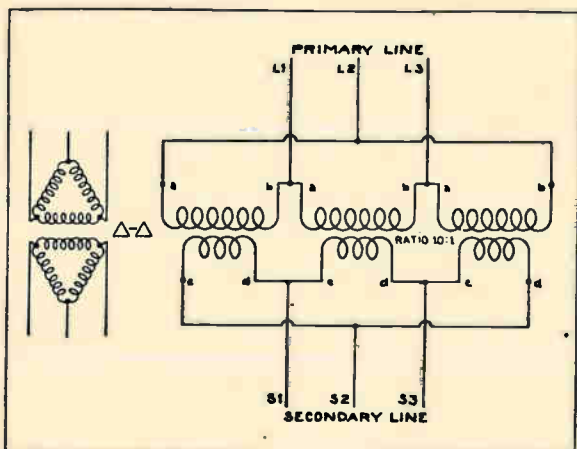 PRIMARY LINE
L1 L2 L3
a b a b a b
Δ-Δ
RATIO 10:1
c d c d c d
S1 S2 S3
SECONDARY LINE